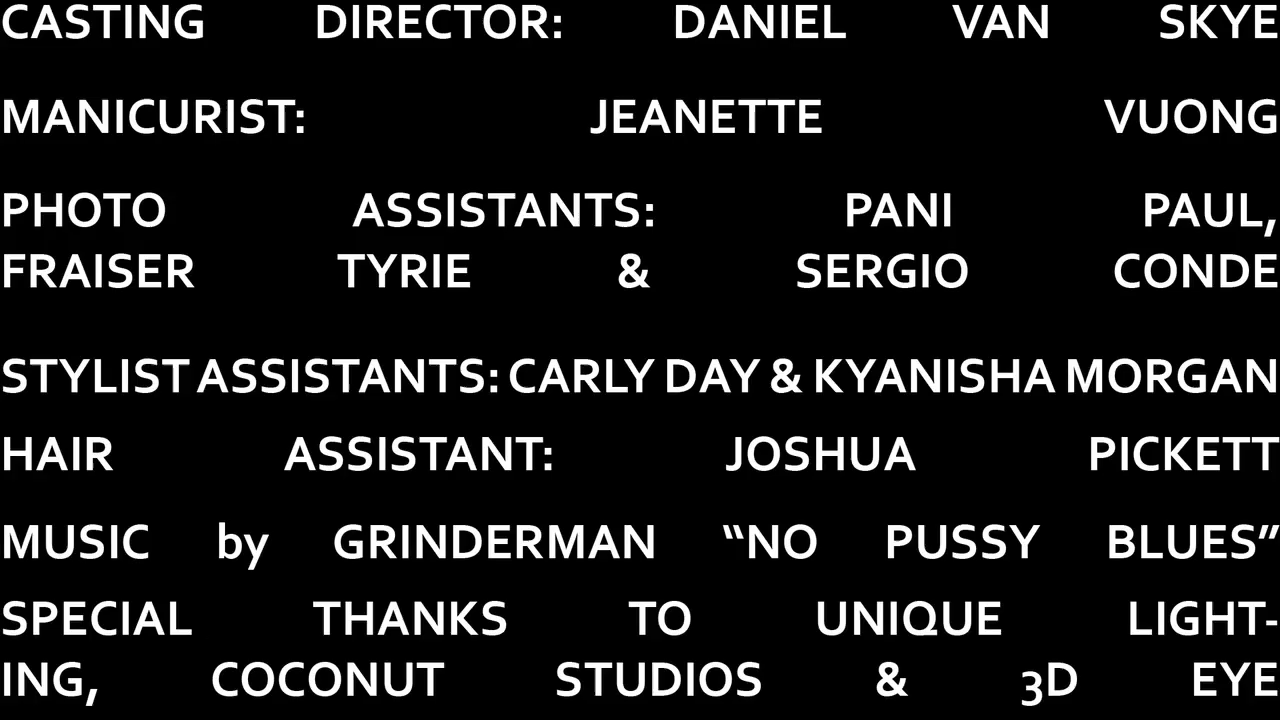 CASTING DIRECTOR: DANIEL VAN SKYE
MANICURIST: JEANETTE VUONG
PHOTO ASSISTANTS: PANI PAUL,
FRAISER TYRIE & SERGIO CONDE
STYLIST ASSISTANTS: CARLY DAY & KYANISHA MORGAN
HAIR ASSISTANT: JOSHUA PICKETT
MUSIC by GRINDERMAN “NO PUSSY BLUES”
SPECIAL THANKS TO UNIQUE LIGHT-
ING, COCONUT STUDIOS & 3D EYE